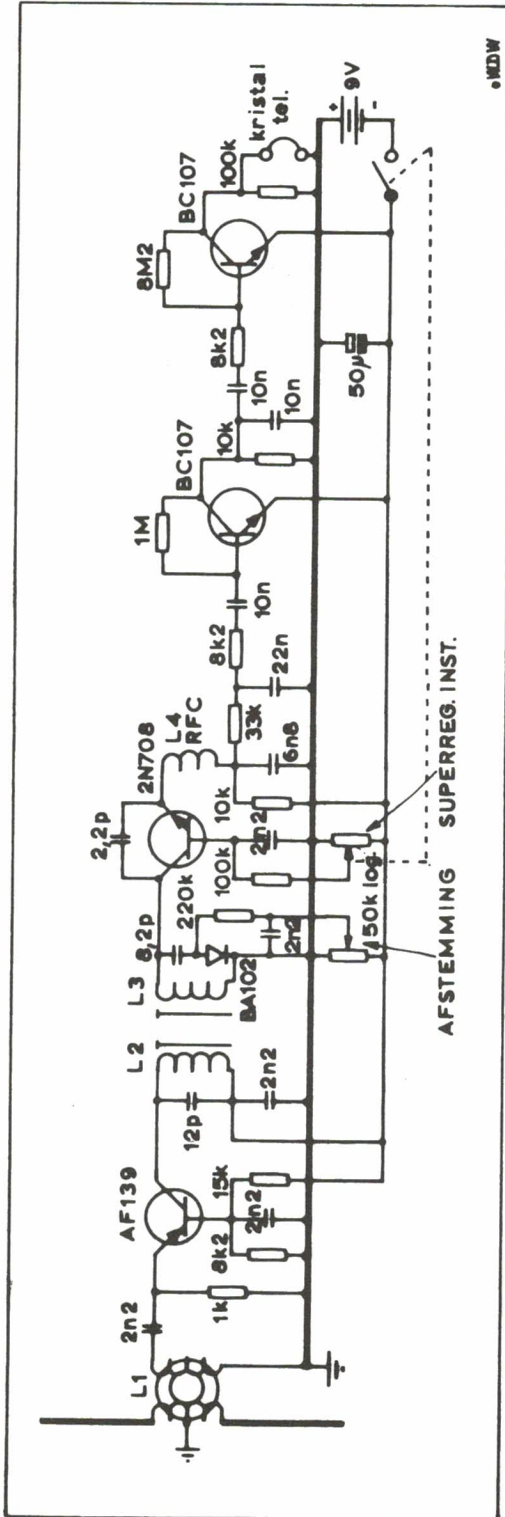 L1
2n2
AF139
1k
8k2
2n2
15k
12p
2n2
L2
L3
8,2p
BA102
220k
2n2
2,2p
2N708
L4
RFC
100k
2n2
10k
6n8
33k
22n
8k2
10n
1M
BC107
10k
10n
10n
8k2
8M2
BC107
100k
kristal
tel.
50µ
+
9V
-
50k log.
AFSTEMMING
SUPERREG. INST.
•WDW